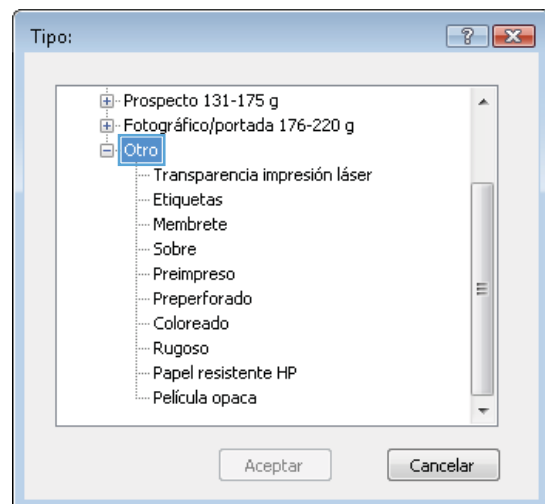 Tipo:
Prospecto 131-175 g
Fotográfico/portada 176-220 g
Otro
Transparencia impresión láser
Etiquetas
Membrete
Sobre
Preimpreso
Preperforado
Coloreado
Rugoso
Papel resistente HP
Película opaca
Aceptar
Cancelar